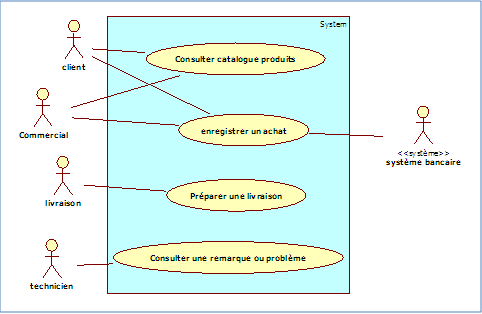 System
client
Consulter catalogue produits
Commercial
enregistrer un achat
<<système>>
système bancaire
livraison
Préparer une livraison
technicien
Consulter une remarque ou problème